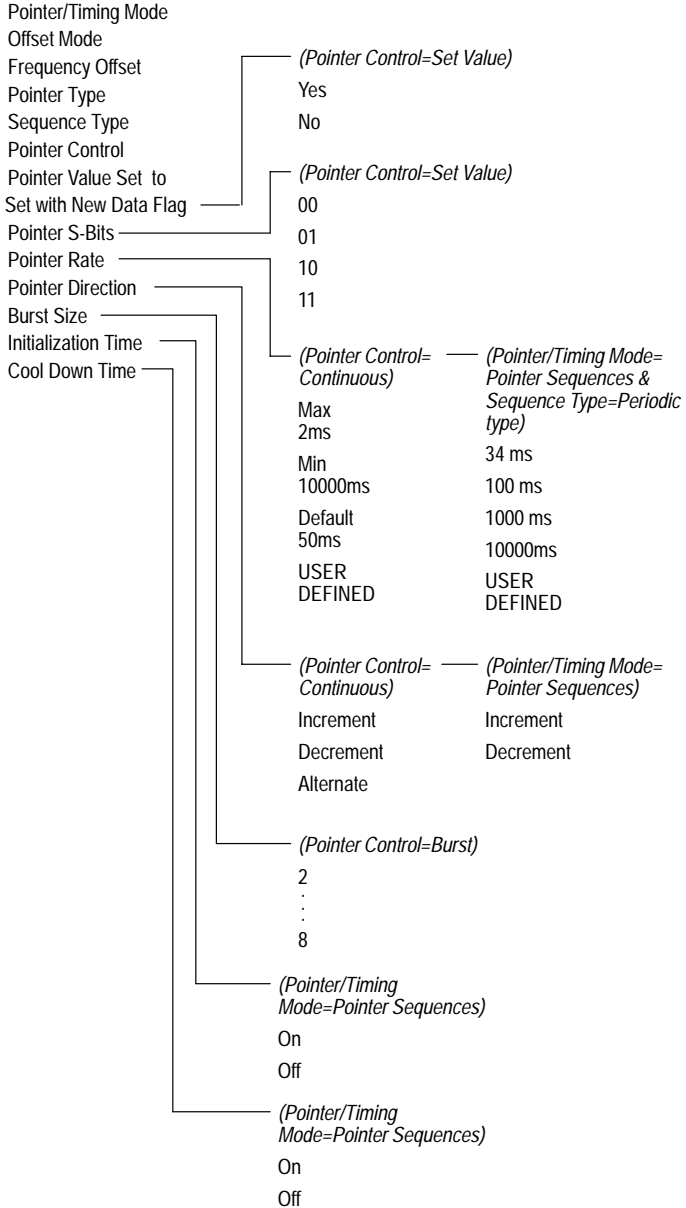 Pointer/Timing Mode
Offset Mode
Frequency Offset
Pointer Type
Sequence Type
Pointer Control
Pointer Value Set to
Set with New Data Flag
Pointer S-Bits
Pointer Rate
Pointer Direction
Burst Size
Initialization Time
Cool Down Time
(Pointer Control=Set Value)
Yes
No
(Pointer Control=Set Value)
00
01
10
11
(Pointer Control=
Continuous)
Max
2ms
Min
10000ms
Default
50ms
USER
DEFINED
(Pointer/Timing Mode=
Pointer Sequences &
Sequence Type=Periodic
type)
34 ms
100 ms
1000 ms
10000ms
USER
DEFINED
(Pointer Control=
Continuous)
Increment
Decrement
Alternate
(Pointer/Timing Mode=
Pointer Sequences)
Increment
Decrement
(Pointer Control=Burst)
2
.
.
.
8
(Pointer/Timing
Mode=Pointer Sequences)
On
Off
(Pointer/Timing
Mode=Pointer Sequences)
On
Off